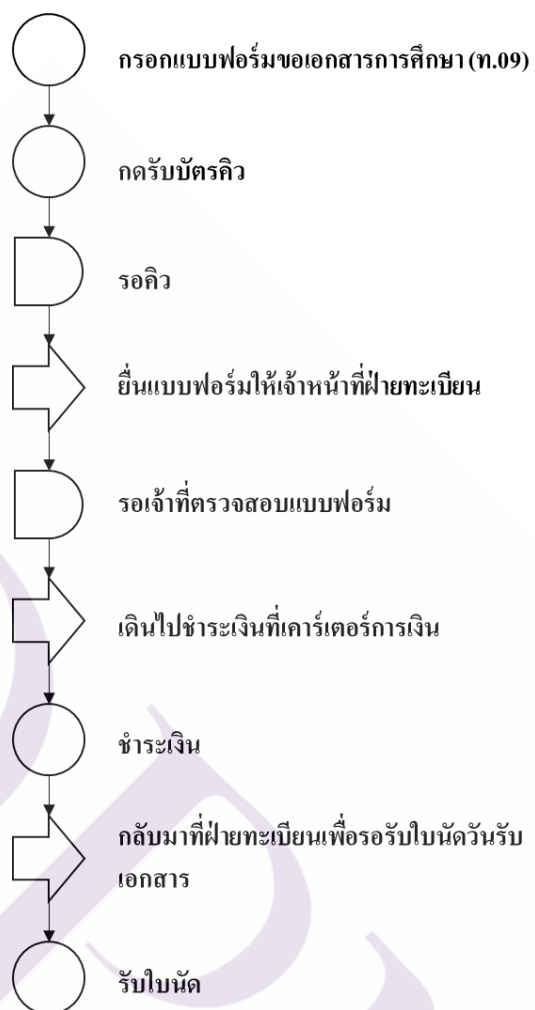 กรอกแบบฟอร์มขอเอกสารการศึกษา (ท.09)
กดรับบัตรคิว
รอคิว
ยื่นแบบฟอร์มให้เจ้าหน้าที่ฝ่ายทะเบียน
รอเจ้าที่ตรวจสอบแบบฟอร์ม
เดินไปชำระเงินที่เคาร์เตอร์การเงิน
ชำระเงิน
กลับมาที่ฝ่ายทะเบียนเพื่อรอรับใบนัดวันรับ
เอกสาร
รับใบนัด